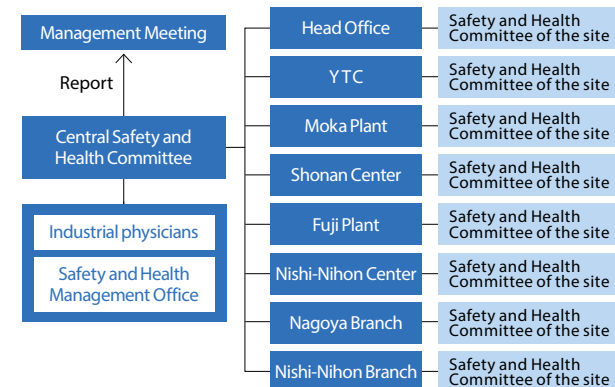 Management Meeting
Report
Central Safety and
Health Committee
Industrial physicians
Safety and Health
Management Office
Head Office
Safety and Health
Committee of the site
YTC
Safety and Health
Committee of the site
Moka Plant
Safety and Health
Committee of the site
Shonan Center
Safety and Health
Committee of the site
Fuji Plant
Safety and Health
Committee of the site
Nishi-Nihon Center
Safety and Health
Committee of the site
Nagoya Branch
Safety and Health
Committee of the site
Nishi-Nihon Branch
Safety and Health
Committee of the site